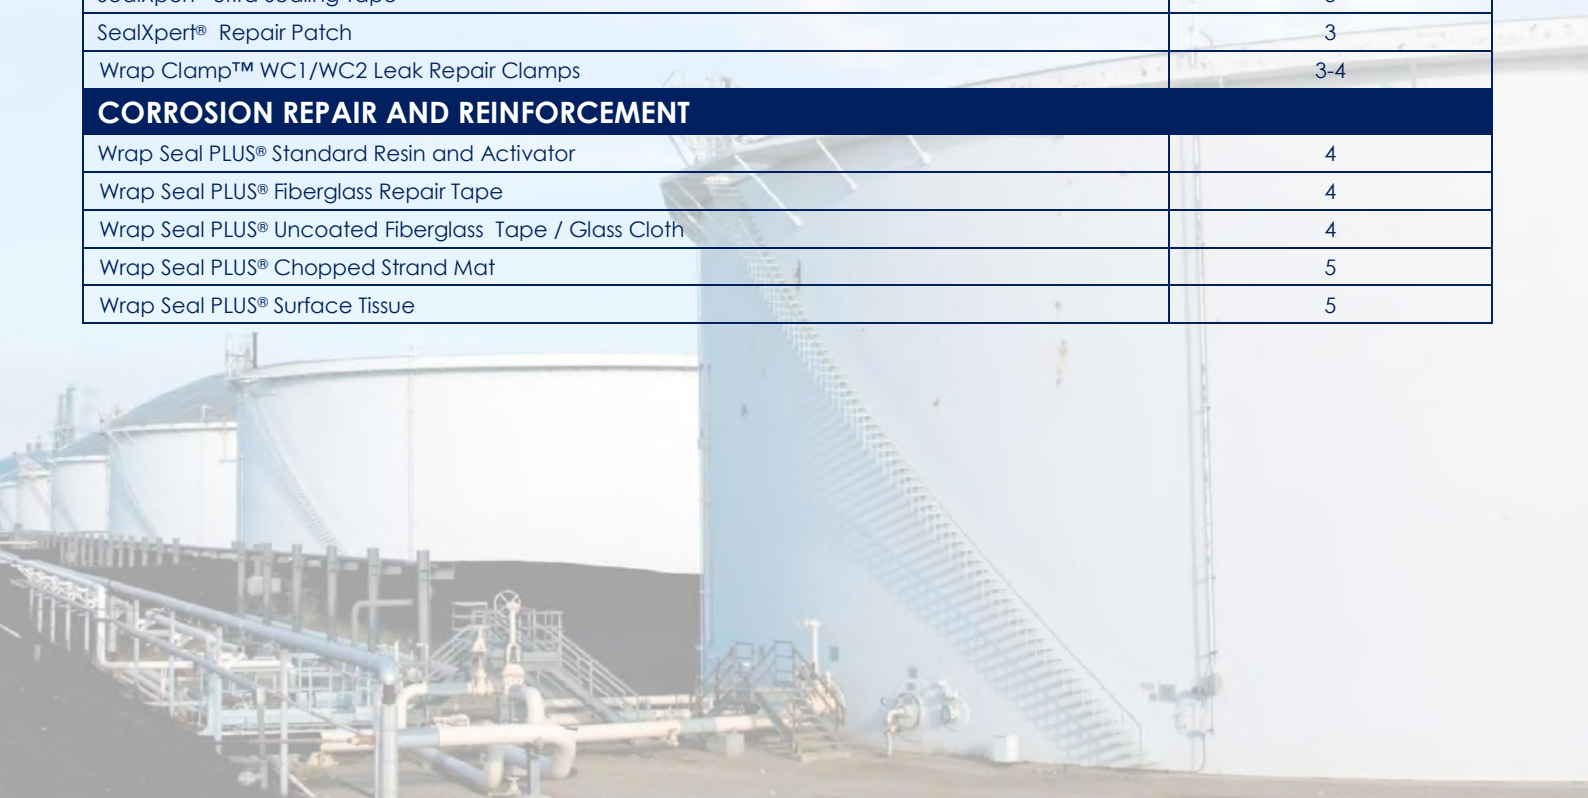 SealXpert® Repair Patch 3
Wrap Clamp™ WC1/WC2 Leak Repair Clamps 3-4
CORROSION REPAIR AND REINFORCEMENT
Wrap Seal PLUS® Standard Resin and Activator 4
Wrap Seal PLUS® Fiberglass Repair Tape 4
Wrap Seal PLUS® Uncoated Fiberglass Tape / Glass Cloth 4
Wrap Seal PLUS® Chopped Strand Mat 5
Wrap Seal PLUS® Surface Tissue 5